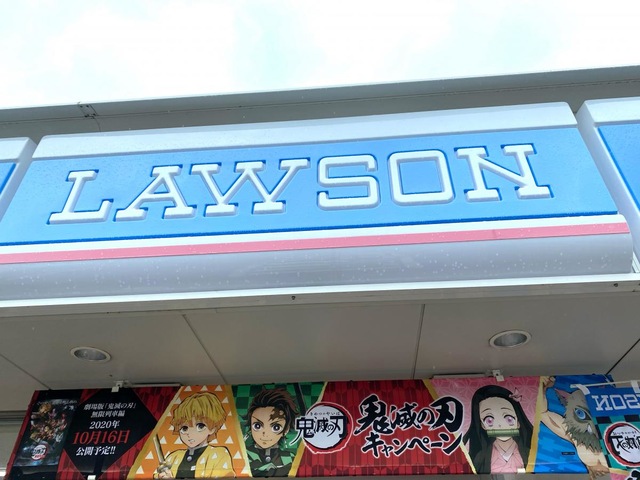 LAWSON
劇場版「鬼滅の刃」
無限列車編
2020年
10月16日
公開予定!!
鬼滅の刃
鬼滅の刃
キャンペーン
NOS